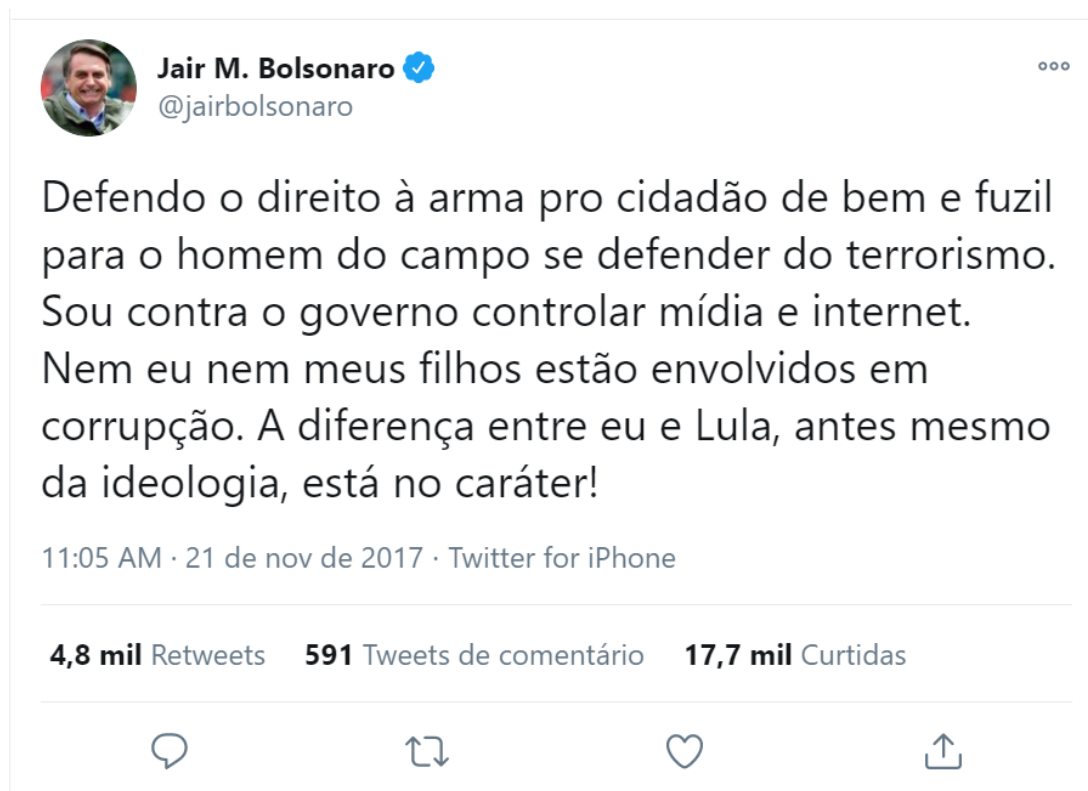 Jair M. Bolsonaro
@jairbolsonaro
Defendo o direito à arma pro cidadão de bem e fuzil
para o homem do campo se defender do terrorismo.
Sou contra o governo controlar mídia e internet.
Nem eu nem meus filhos estão envolvidos em
corrupção. A diferença entre eu e Lula, antes mesmo
da ideologia, está no caráter!
11:05 AM · 21 de nov de 2017 · Twitter for iPhone
4,8 mil Retweets 591 Tweets de comentário 17,7 mil Curtidas